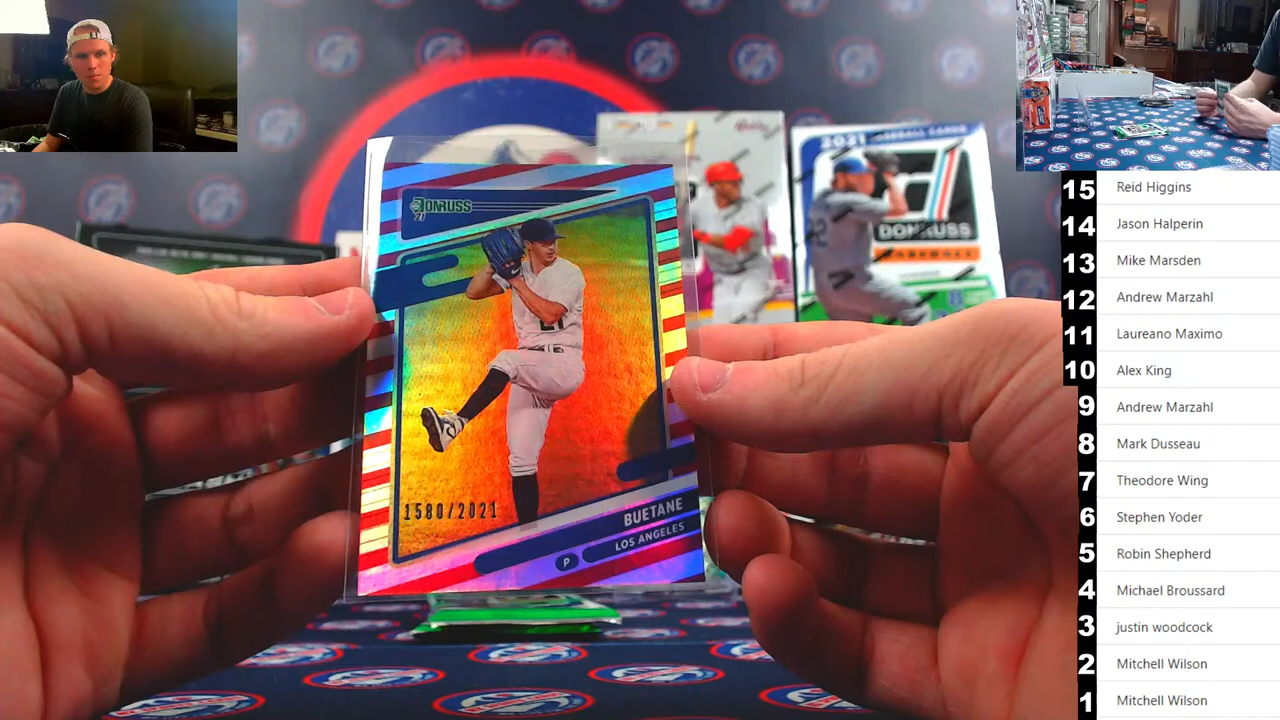 DONRUSS
21
1580/2021
BUETANE
P
LOS ANGELES
2021 BASEBALL CARDS
DONRUSS
15 Reid Higgins
14 Jason Halperin
13 Mike Marsden
12 Andrew Marzahl
11 Laureano Maximo
10 Alex King
9 Andrew Marzahl
8 Mark Dusseau
7 Theodore Wing
6 Stephen Yoder
5 Robin Shepherd
4 Michael Broussard
3 justin woodcock
2 Mitchell Wilson
1 Mitchell Wilson